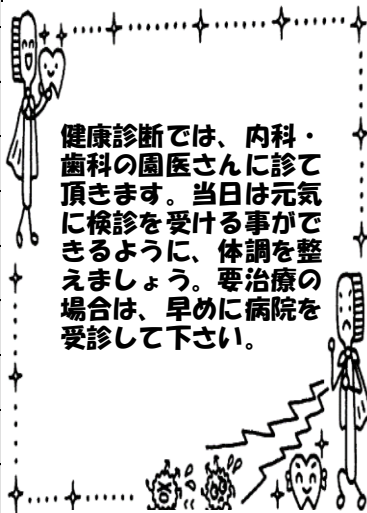 健康診断では、内科・
歯科の園医さんに診て
頂きます。当日は元気
に検診を受ける事がで
きるように、体調を整
えましょう。要治療の
場合は、早めに病院を
受診して下さい。